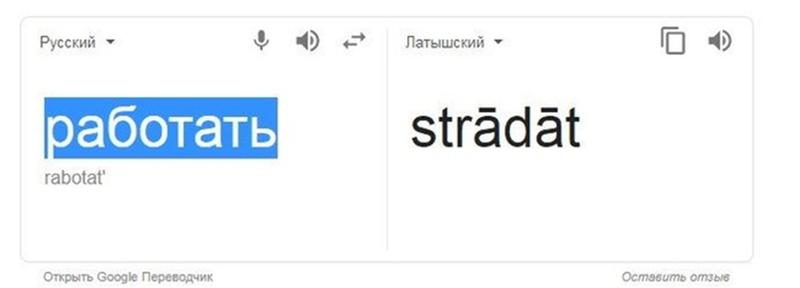 Русский Латышский
работать strādāt
rabotat'
Открыть Google Переводчик Оставить отзыв